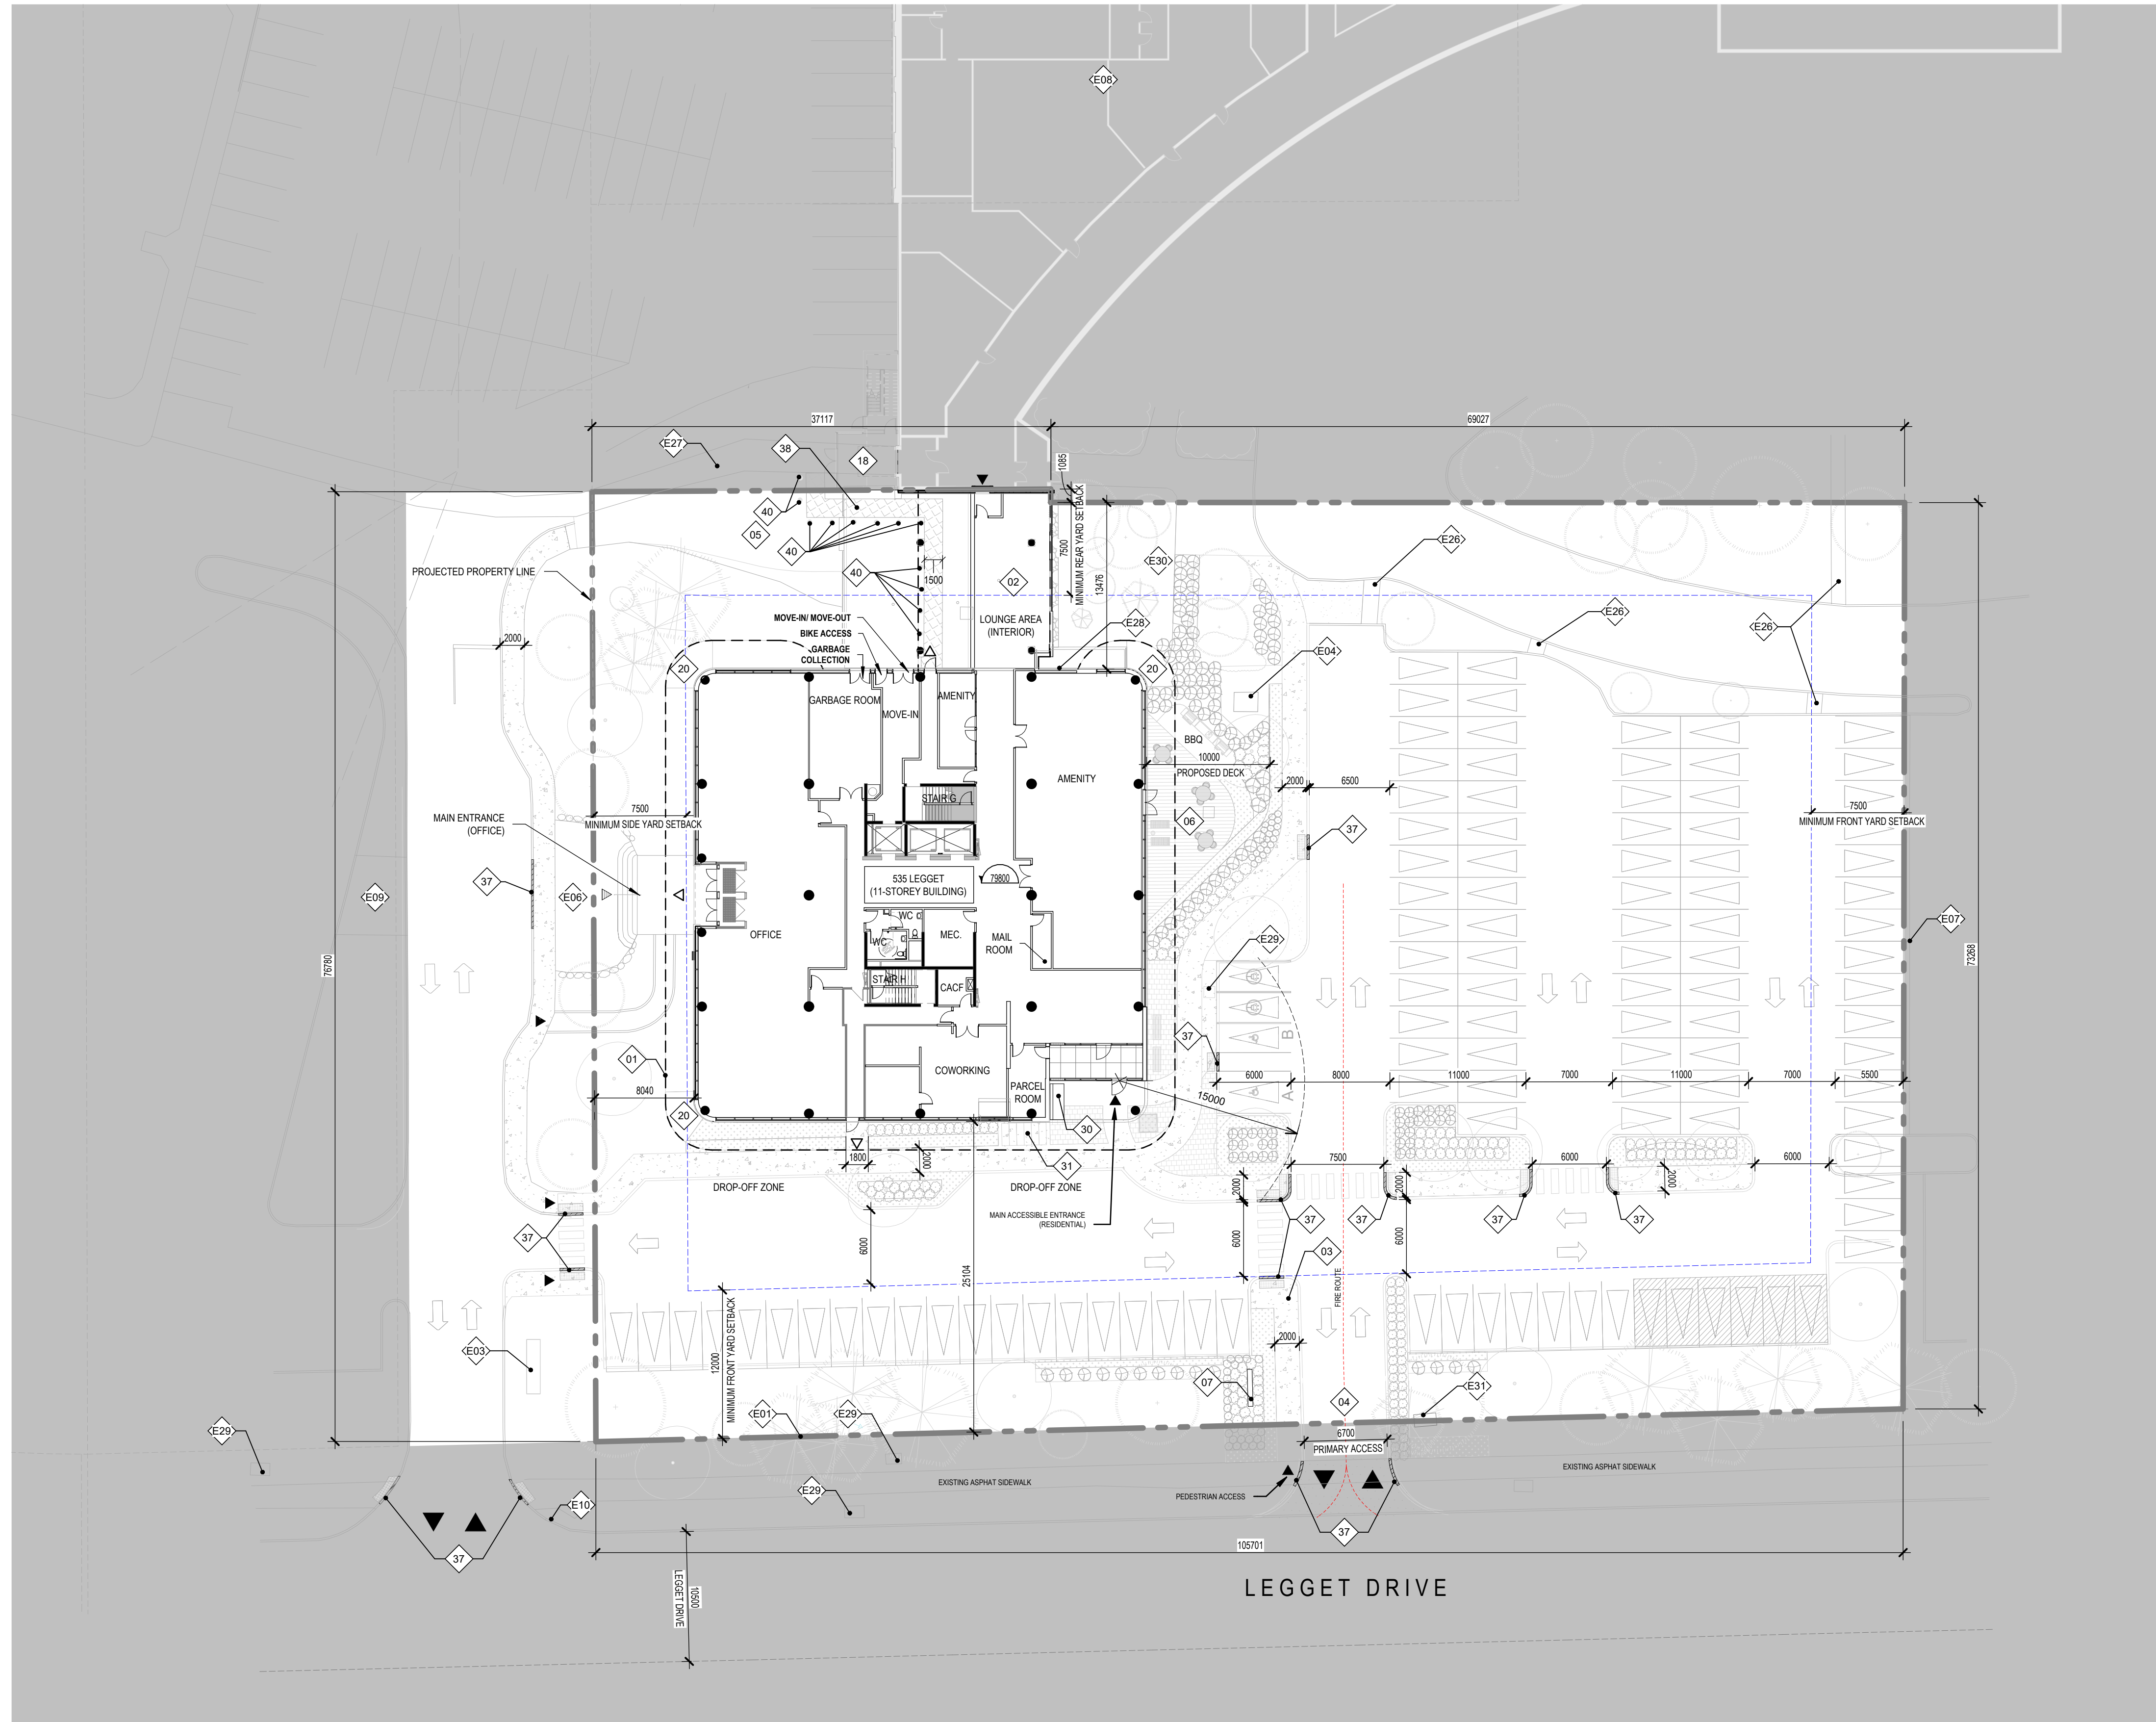 E08
37117
69027
E27
38
18
1085
40
05
40
40
1500
7500
MINIMUM REAR YARD SETBACK
13476
E30
E26
PROJECTED PROPERTY LINE
02
LOUNGE AREA
(INTERIOR)
E28
E26
E26
MOVE-IN/ MOVE-OUT
BIKE ACCESS
GARBAGE
COLLECTION
2000
20
20
E04
GARBAGE ROOM
MOVE-IN
AMENITY
BBQ
10000
PROPOSED DECK
AMENITY
2000
6500
STAIR G
7500
MINIMUM SIDE YARD SETBACK
MAIN ENTRANCE
(OFFICE)
06
37
7500
MINIMUM FRONT YARD SETBACK
37
E09
E06
535 LEGGET
(11-STOREY BUILDING)
79800
E07
OFFICE
WC
WC
MEC.
MAIL
ROOM
E29
76780
73268
STAIR H
CACF
37
B
A
01
COWORKING
PARCEL
ROOM
6000
8000
11000
7000
11000
7000
5500
8040
15000
20
30
31
1800
2000
7500
6000
6000
2000
DROP-OFF ZONE
DROP-OFF ZONE
2000
2000
MAIN ACCESSIBLE ENTRANCE
(RESIDENTIAL)
37
37
37
37
37
6000
6000
6000
03
25104
FIRE ROUTE
12000
MINIMUM FRONT YARD SETBACK
2000
E03
07
04
E31
E01
E29
E29
6700
PRIMARY ACCESS
EXISTING ASPHAT SIDEWALK
EXISTING ASPHAT SIDEWALK
PEDESTRIAN ACCESS
E29
E10
37
37
105701
10500
LEGGET DRIVE
LEGGET DRIVE